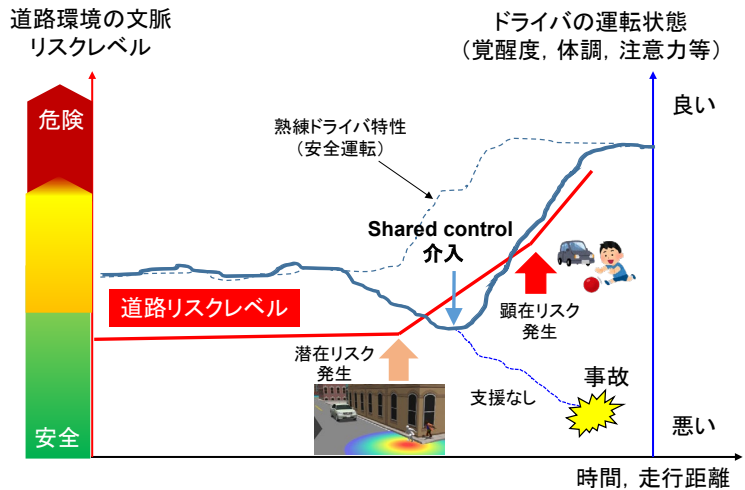 道路環境の文脈
リスクレベル
ドライバの運転状態
（覚醒度，体調，注意力等）
危険
安全
良い
悪い
熟練ドライバ特性
（安全運転）
Shared control
介入
道路リスクレベル
潜在リスク
発生
顕在リスク
発生
支援なし
事故
時間，走行距離